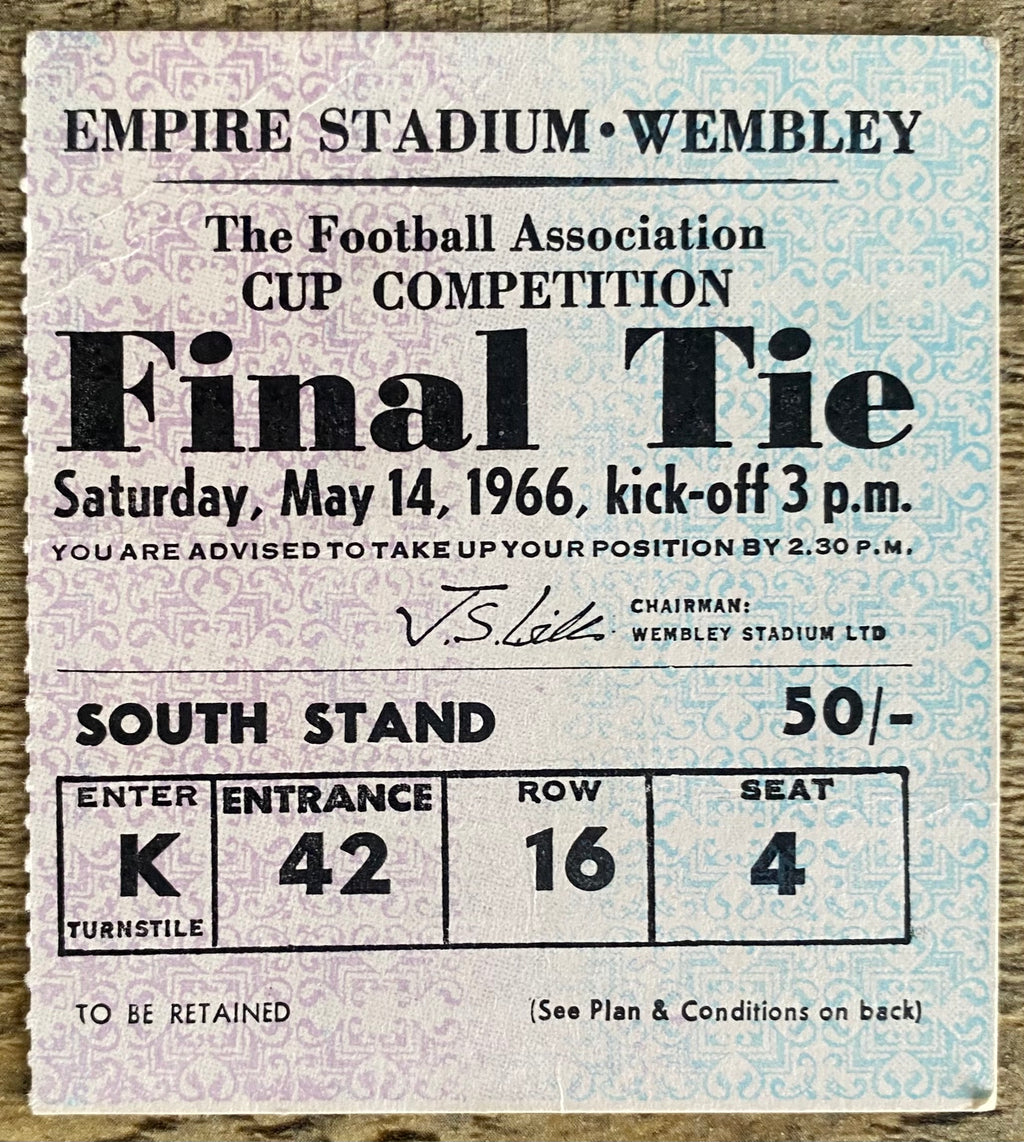 EMPIRE STADIUM • WEMBLEY
The Football Association
CUP COMPETITION
Final Tie
Saturday, May 14, 1966, kick-off 3 p.m.
YOU ARE ADVISED TO TAKE UP YOUR POSITION BY 2.30 P.M.
J.S. CHAIRMAN:
WEMBLEY STADIUM LTD
SOUTH STAND 50/-
ENTER ENTRANCE ROW SEAT
K 42 16 4
TURNSTILE
TO BE RETAINED (See Plan & Conditions on back)